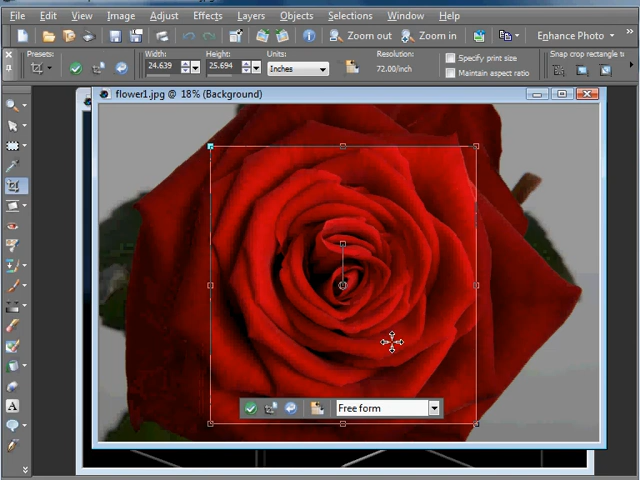 File Edit View Image Adjust Effects Layers Objects Selections Window Help
Zoom out Zoom in Enhance Photo
Presets: Width: Height: Units: Resolution: Specify print size Snap crop rectangle t
24.639 25.694 Inches 72.00/inch Maintain aspect ratio
flower1.jpg @ 18% (Background)
A
Free form